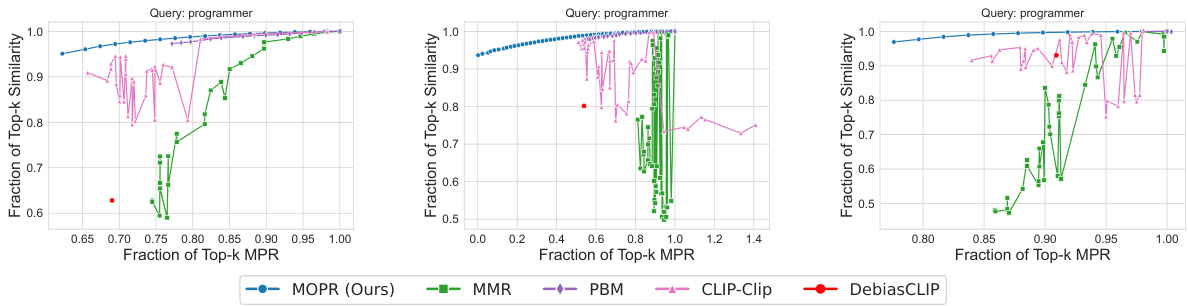 Query: programmer
Fraction of Top-k Similarity
1.0
0.9
0.8
0.7
0.6
0.65 0.70 0.75 0.80 0.85 0.90 0.95 1.00
Fraction of Top-k MPR
Query: programmer
Fraction of Top-k Similarity
1.0
0.9
0.8
0.7
0.6
0.5
0.0 0.2 0.4 0.6 0.8 1.0 1.2 1.4
Fraction of Top-k MPR
Query: programmer
Fraction of Top-k Similarity
1.0
0.9
0.8
0.7
0.6
0.5
0.80 0.85 0.90 0.95 1.00
Fraction of Top-k MPR
MOPR (Ours) MMR PBM CLIP-Clip DebiasCLIP